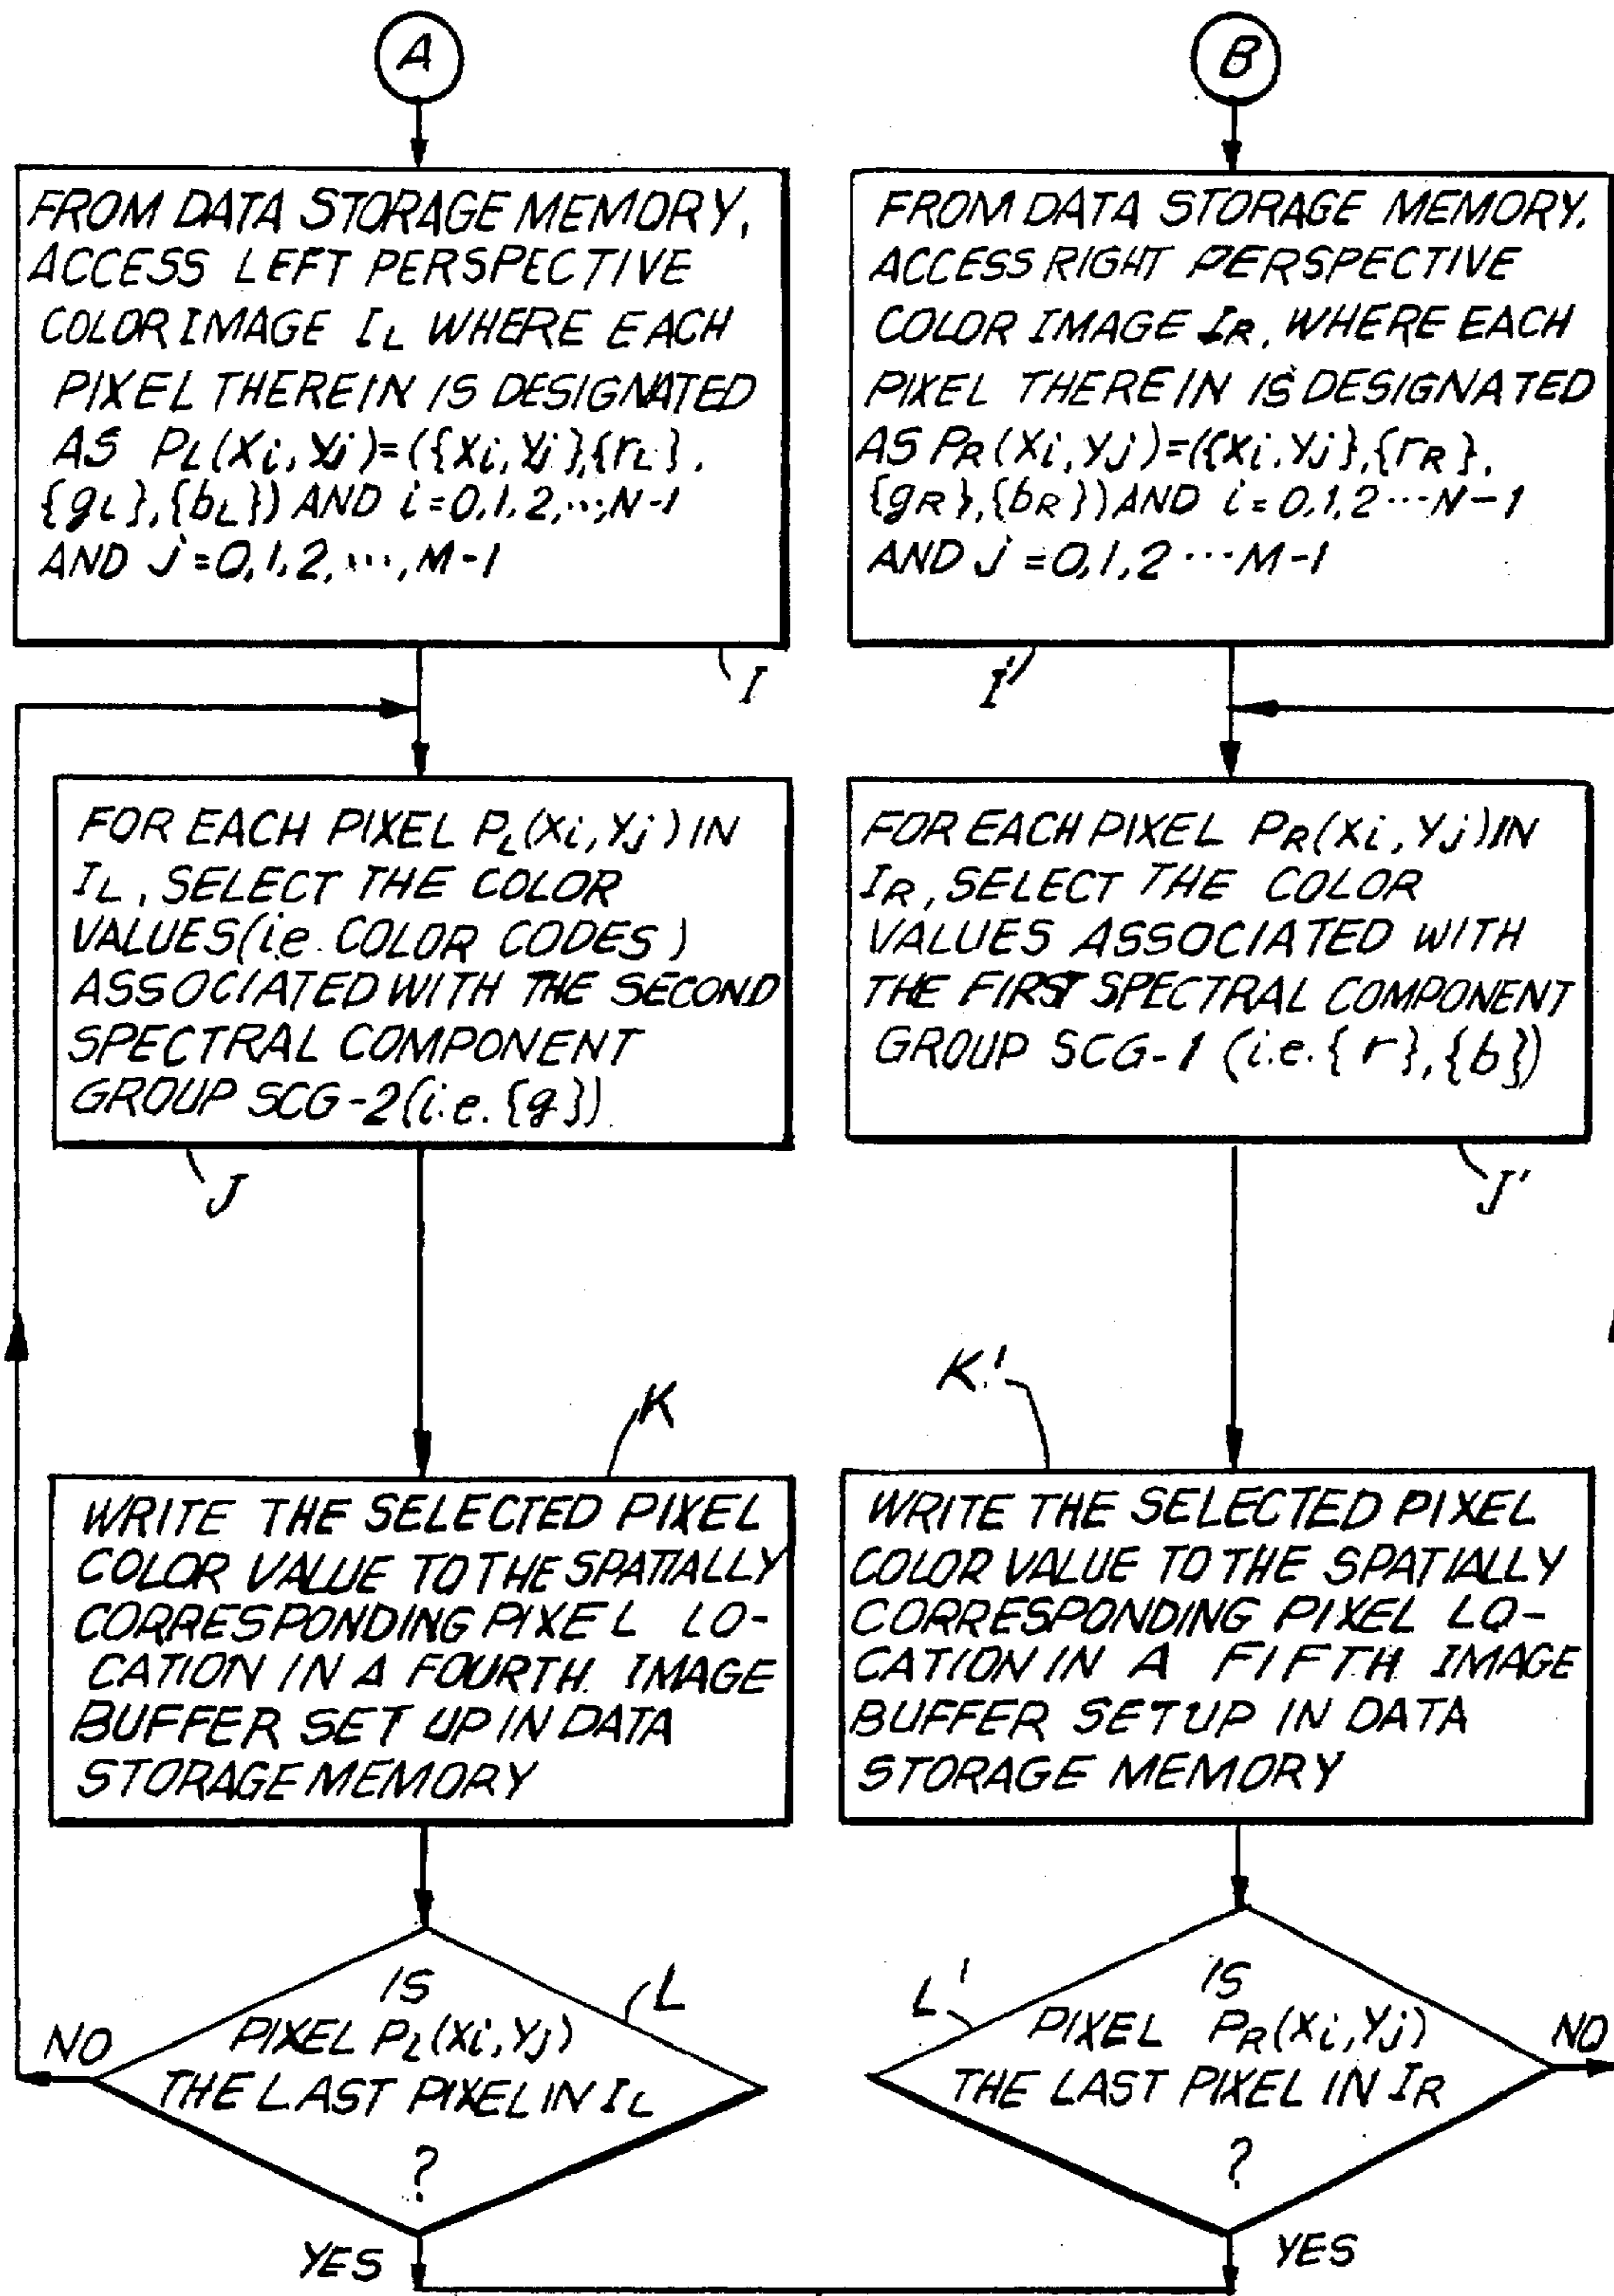 A
FROM DATA STORAGE MEMORY,
ACCESS LEFT PERSPECTIVE
COLOR IMAGE IL WHERE EACH
PIXEL THEREIN IS DESIGNATED
AS PL(Xi, Yj)=({Xi, Yj},{rL},
{gL},{bL}) AND i=0,1,2,...,N-1
AND j=0,1,2,...,M-1
I
FOR EACH PIXEL PL(Xi, Yj) IN
IL, SELECT THE COLOR
VALUES (i.e. COLOR CODES)
ASSOCIATED WITH THE SECOND
SPECTRAL COMPONENT
GROUP SCG-2 (i.e. {g}).
J
K
WRITE THE SELECTED PIXEL
COLOR VALUE TO THE SPATIALLY
CORRESPONDING PIXEL LO-
CATION IN A FOURTH IMAGE
BUFFER SET UP IN DATA
STORAGE MEMORY
IS
PIXEL PL(Xi, Yj)
THE LAST PIXEL IN IL
?
L
NO
YES
B
FROM DATA STORAGE MEMORY,
ACCESS RIGHT PERSPECTIVE
COLOR IMAGE IR, WHERE EACH
PIXEL THEREIN IS DESIGNATED
AS PR(Xi, Yj)=({Xi, Yj},{rR},
{gR},{bR}) AND i=0,1,2...N-1
AND j=0,1,2...M-1
I'
FOR EACH PIXEL PR(Xi, Yj) IN
IR, SELECT THE COLOR
VALUES ASSOCIATED WITH
THE FIRST SPECTRAL COMPONENT
GROUP SCG-1 (i.e. {r},{b})
J'
K'
WRITE THE SELECTED PIXEL
COLOR VALUE TO THE SPATIALLY
CORRESPONDING PIXEL LO-
CATION IN A FIFTH IMAGE
BUFFER SET UP IN DATA
STORAGE MEMORY
L'
IS
PIXEL PR(Xi, Yj)
THE LAST PIXEL IN IR
?
NO
YES